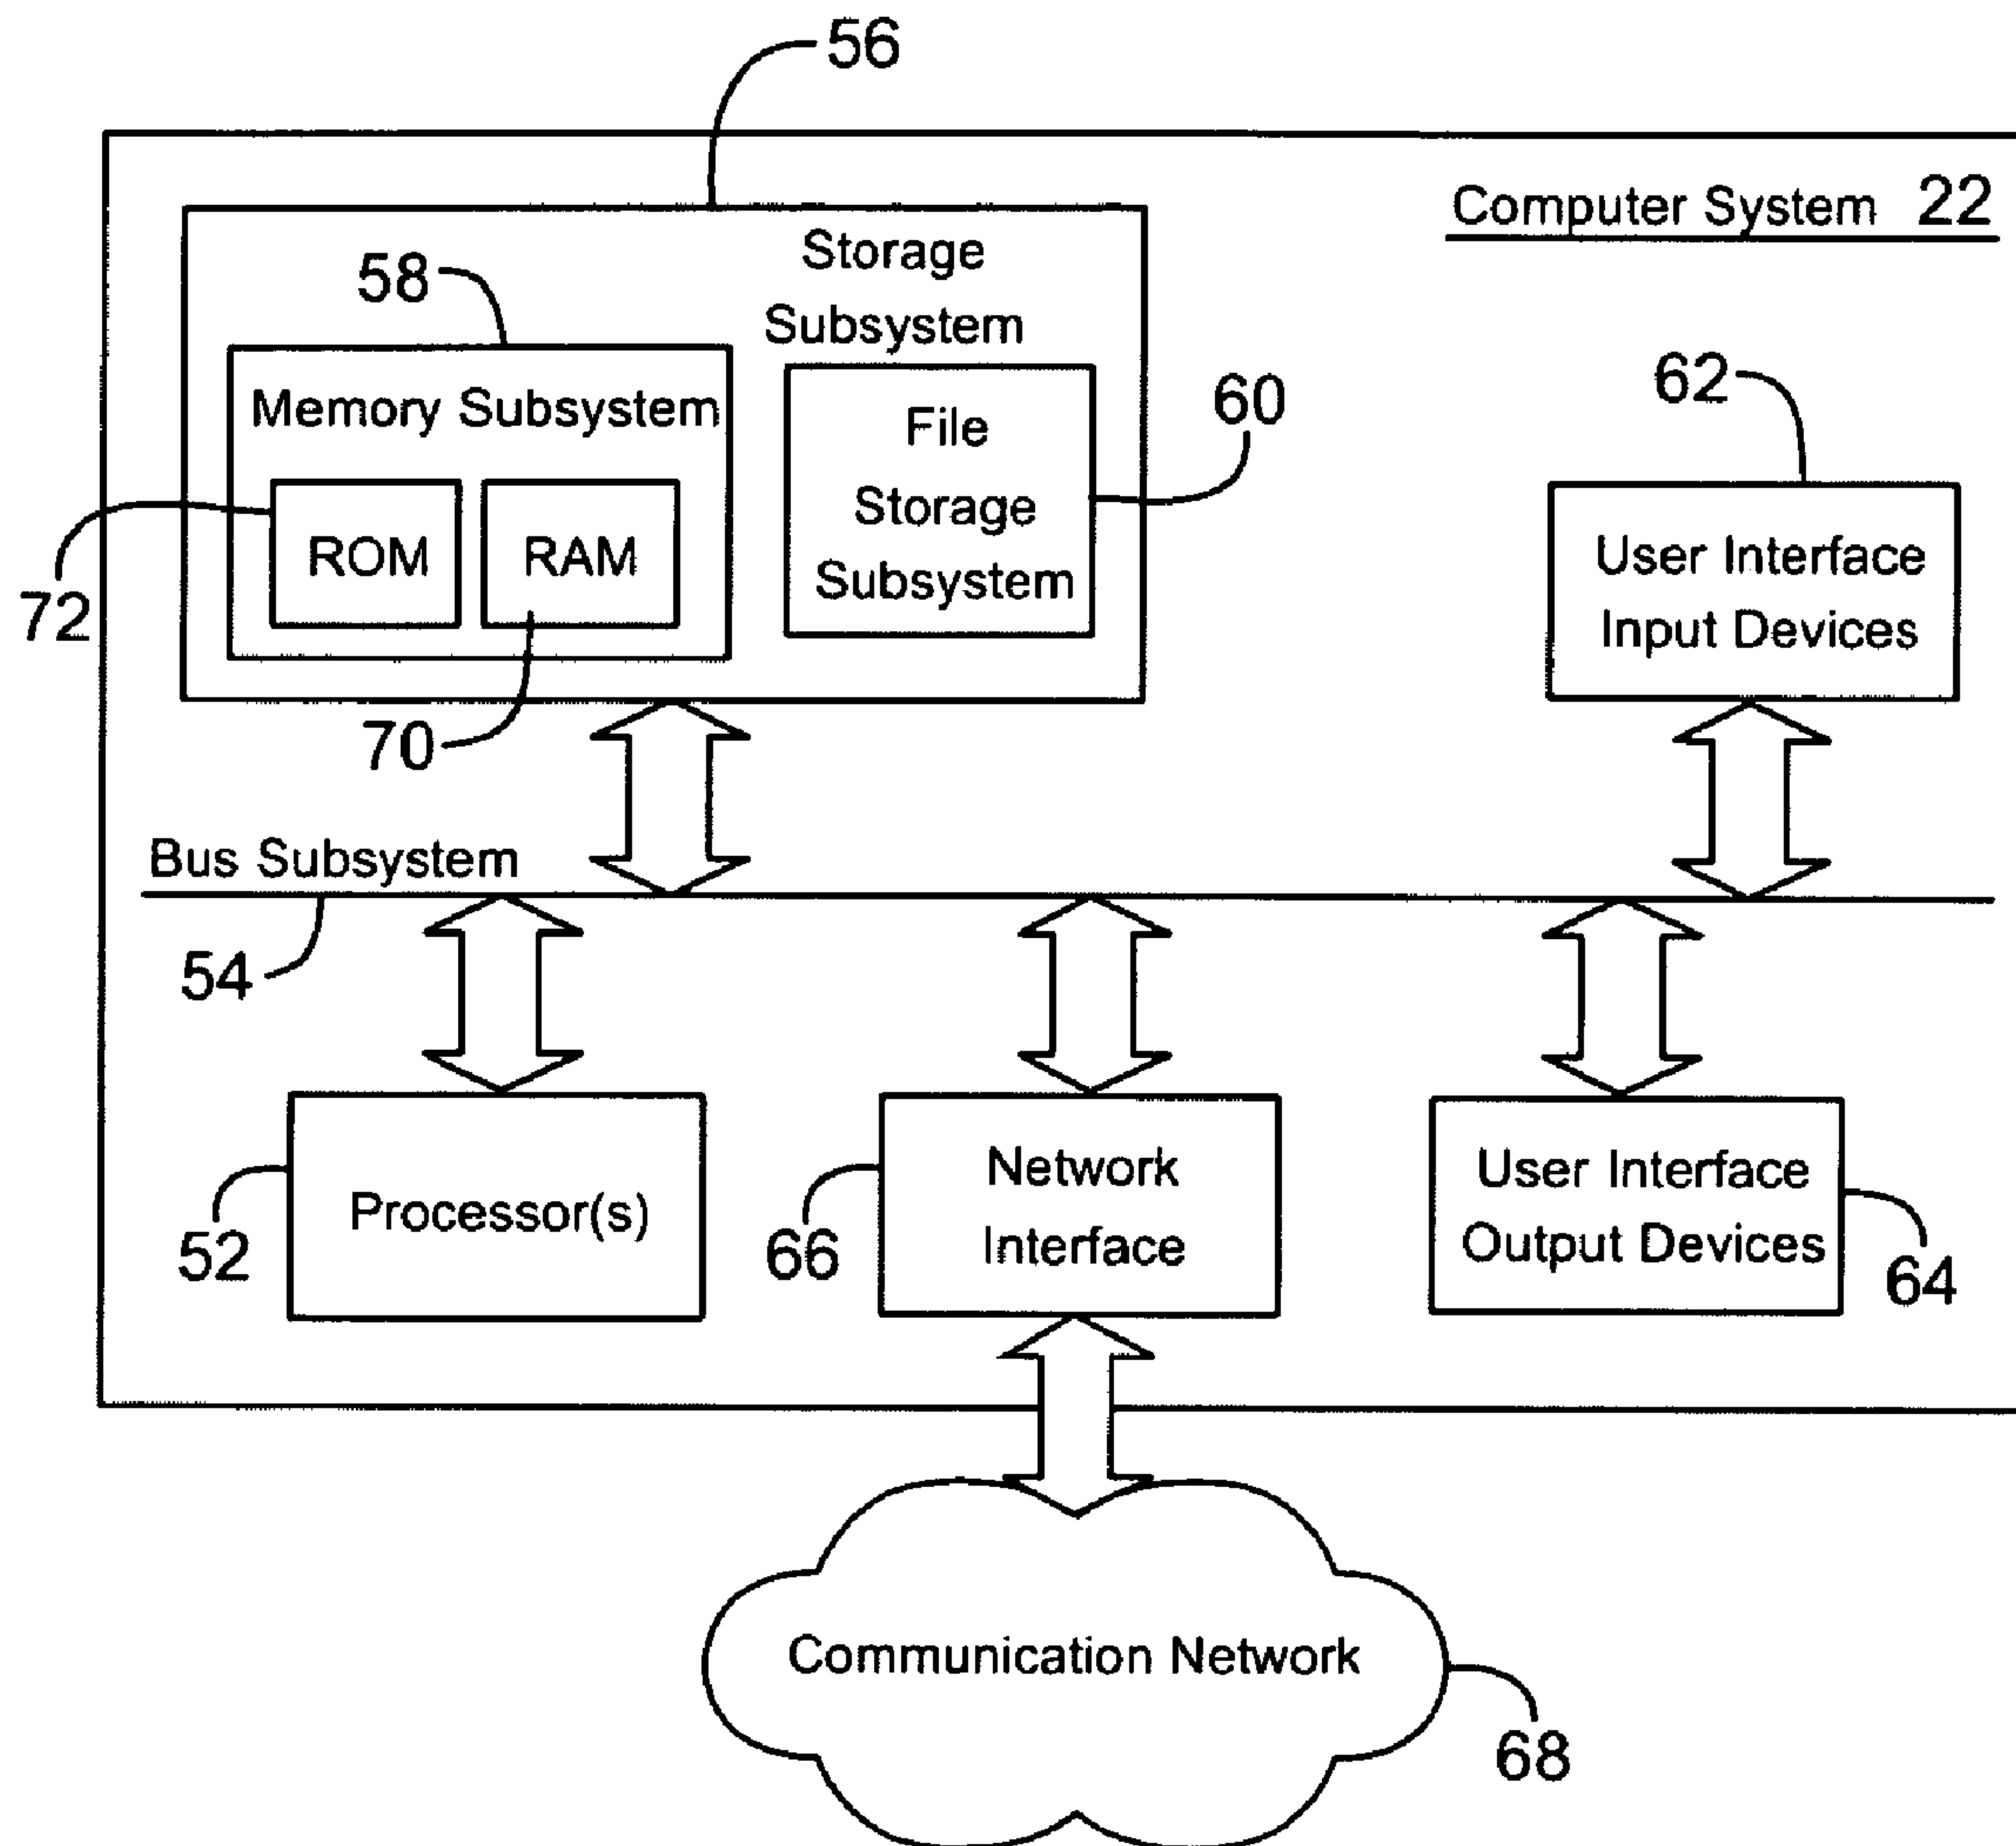 56
Computer System 22
Storage
Subsystem
58
Memory Subsystem
ROM
RAM
72
70
File
Storage
Subsystem
60
62
User Interface
Input Devices
Bus Subsystem
54
Processor(s)
52
Network
Interface
66
User Interface
Output Devices
64
Communication Network
68